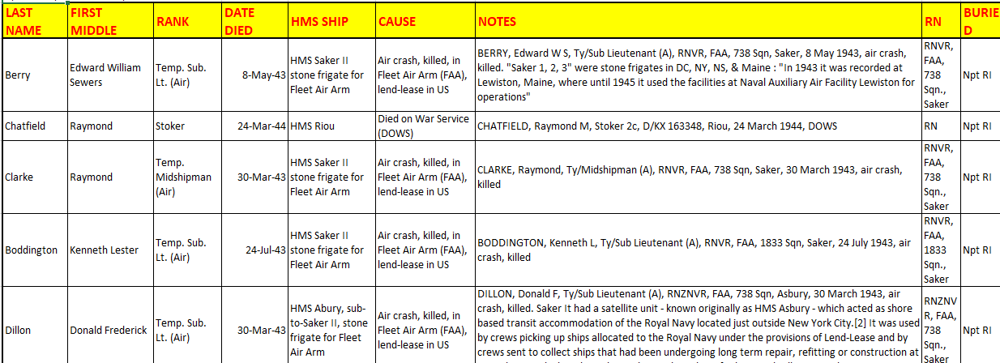 LAST NAME	FIRST MIDDLE	RANK	DATE DIED	HMS SHIP	CAUSE	NOTES	RN	BURIED
Berry
Edward William
Sewers
Temp. Sub.
Lt. (Air)
8-May-43
HMS Saker II
stone frigate for
Fleet Air Arm
Air crash, killed, in
Fleet Air Arm (FAA),
lend-lease in US
BERRY, Edward W S, Ty/Sub Lieutenant (A), RNVR, FAA, 738 Sqn, Saker, 8 May 1943, air crash,
killed. "Saker 1, 2, 3" were stone frigates in DC, NY, NS, & Maine : "In 1943 it was recorded at
Lewiston, Maine, where until 1945 it used the facilities at Naval Auxiliary Air Facility Lewiston for
operations"
RNVR,
FAA,
738
Sqn.,
Saker
Npt RI
Chatfield
Raymond
Stoker
24-Mar-44
HMS Riou
Died on War Service
(DOWS)
CHATFIELD, Raymond M, Stoker 2c, D/KX 163348, Riou, 24 March 1944, DOWS
RN
Npt RI
Clarke
Raymond
Temp.
Midshipman
(Air)
30-Mar-43
HMS Saker II
stone frigate for
Fleet Air Arm
Air crash, killed, in
Fleet Air Arm (FAA),
lend-lease in US
CLARKE, Raymond, Ty/Midshipman (A), RNVR, FAA, 738 Sqn, Saker, 30 March 1943, air crash,
killed
RNVR,
FAA,
738
Sqn.,
Saker
Npt RI
Boddington
Kenneth Lester
Temp. Sub.
Lt. (Air)
24-Jul-43
HMS Saker II
stone frigate for
Fleet Air Arm
Air crash, killed, in
Fleet Air Arm (FAA),
lend-lease in US
BODDINGTON, Kenneth L, Ty/Sub Lieutenant (A), RNVR, FAA, 1833 Sqn, Saker, 24 July 1943, air
crash, killed
RNVR,
FAA,
1833
Sqn.,
Saker
Npt RI
Dillon
Donald Frederick
Temp. Sub.
Lt. (Air)
30-Mar-43
HMS Abury, sub-
to-Saker II, stone
frigate for Fleet
Air Arm
Air crash, killed, in
Fleet Air Arm (FAA),
lend-lease in US
DILLON, Donald F, Ty/Sub Lieutenant (A), RNZNVR, FAA, 738 Sqn, Asbury, 30 March 1943, air
crash, killed. Saker It had a satellite unit - known originally as HMS Asbury - which acted as shore
based transit accommodation of the Royal Navy located just outside New York City.[2] It was used
by crews picking up ships allocated to the Royal Navy under the provisions of Lend-Lease and by
crews sent to collect ships that had been undergoing long term repair, refitting or construction at
RNZNV
R, FAA,
738
Sqn.,
Npt RI